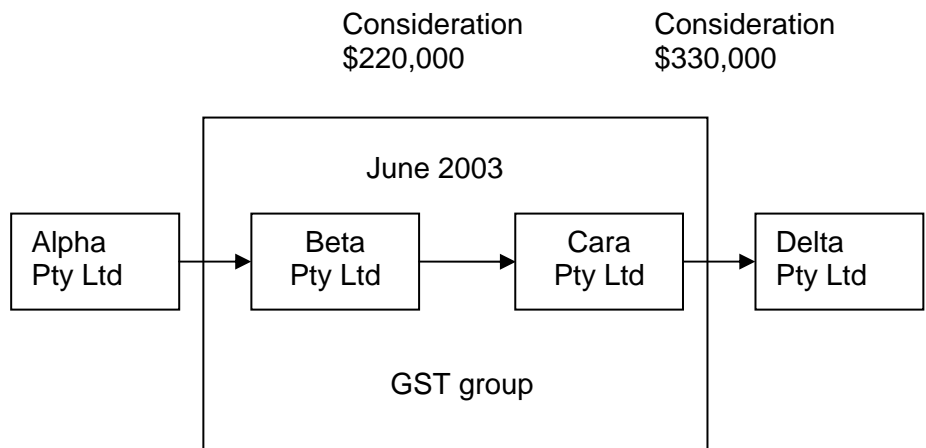 Consideration
$220,000
Consideration
$330,000
June 2003
Alpha
Pty Ltd
Beta
Pty Ltd
Cara
Pty Ltd
Delta
Pty Ltd
GST group